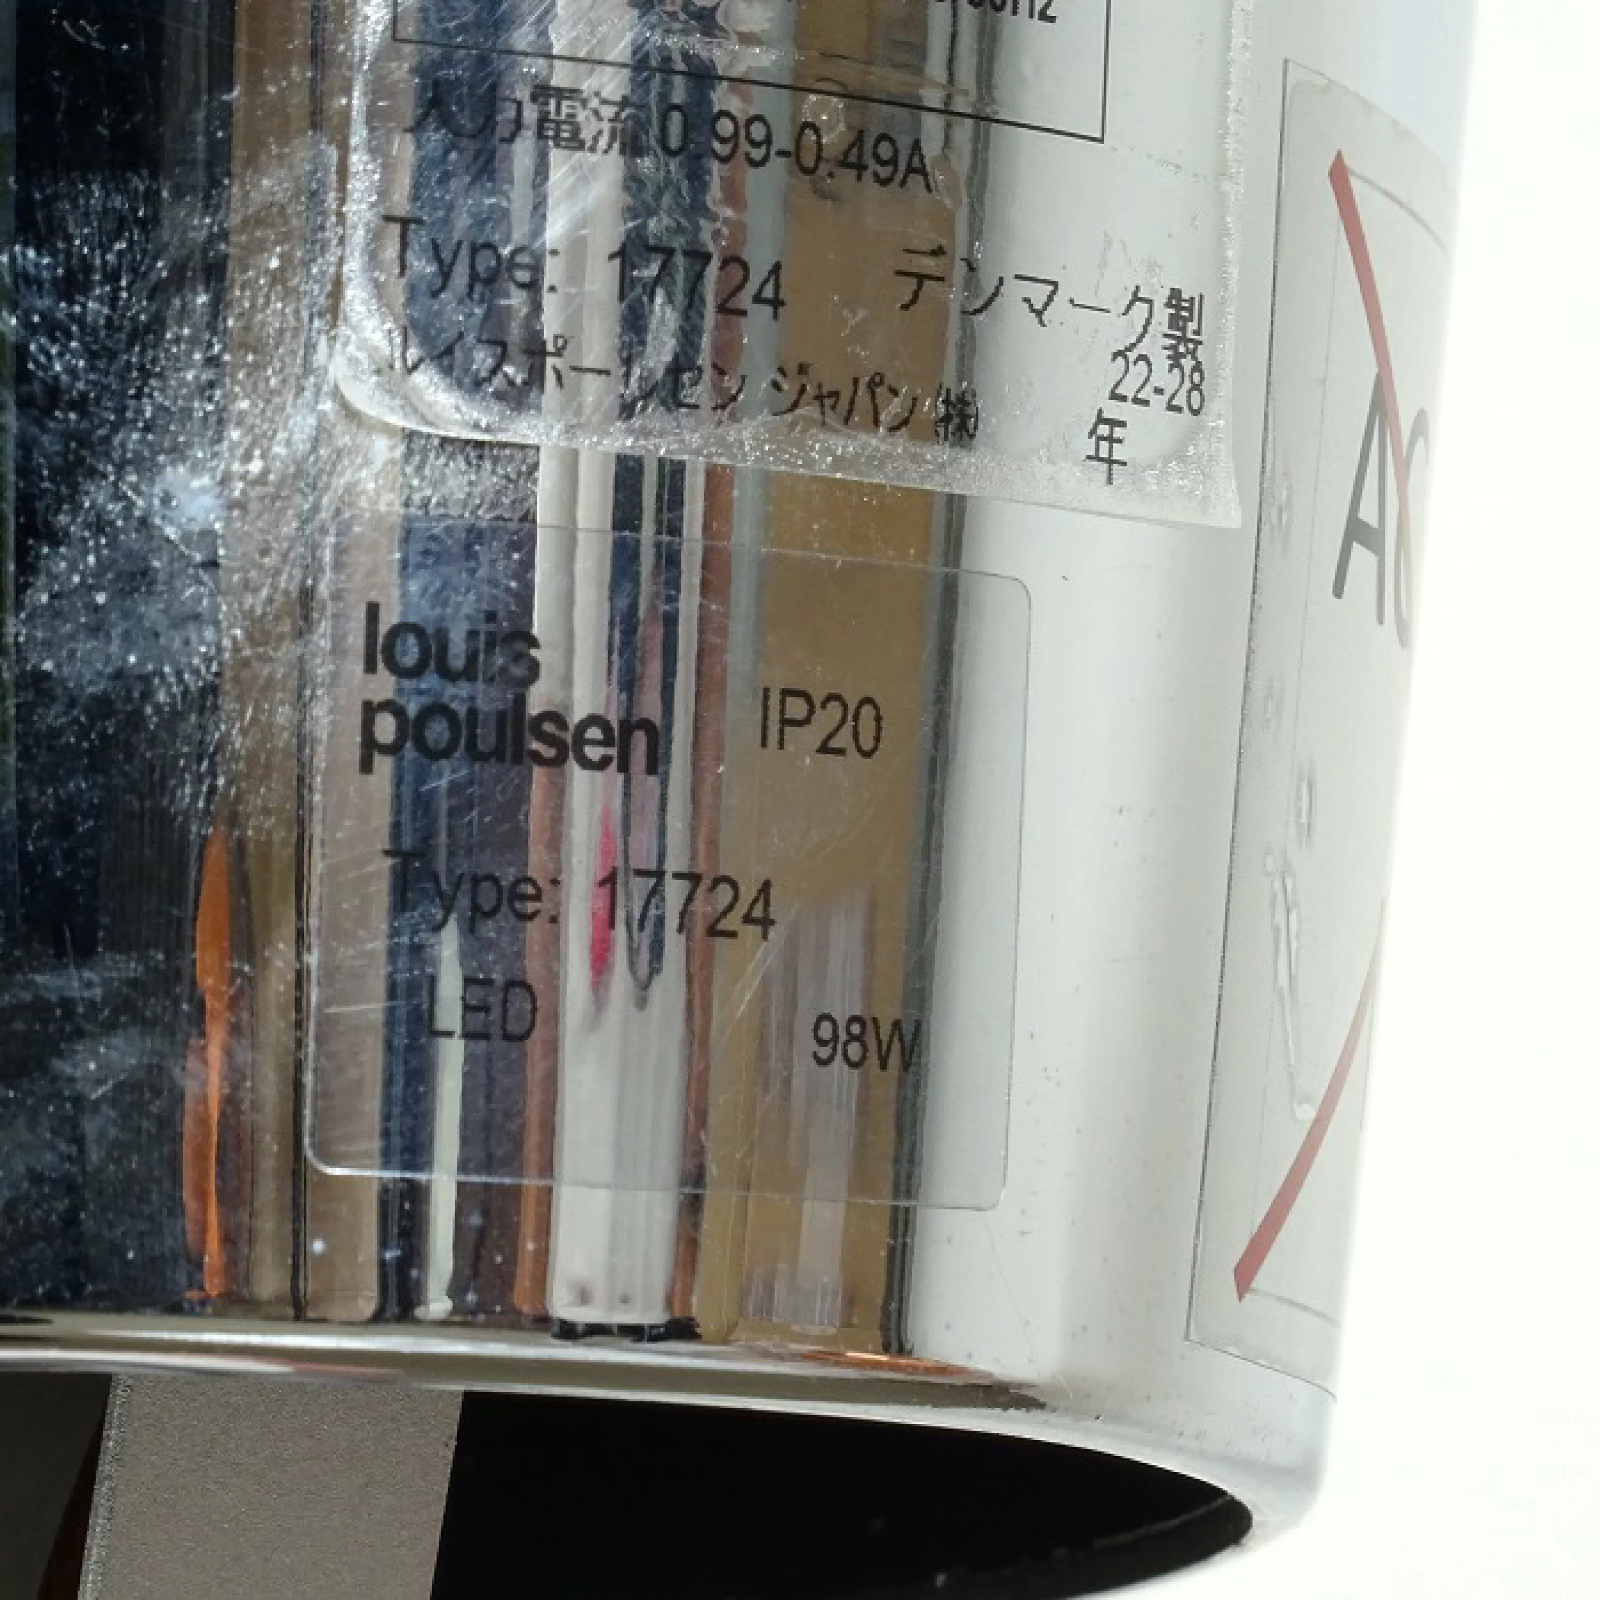 入力電流 0.99-0.49A
Type: 17724 デンマーク製
ルイスポールセン ジャパン ㈱ 22-28
年
louis
poulsen IP20
Type: 17724
LED 98W